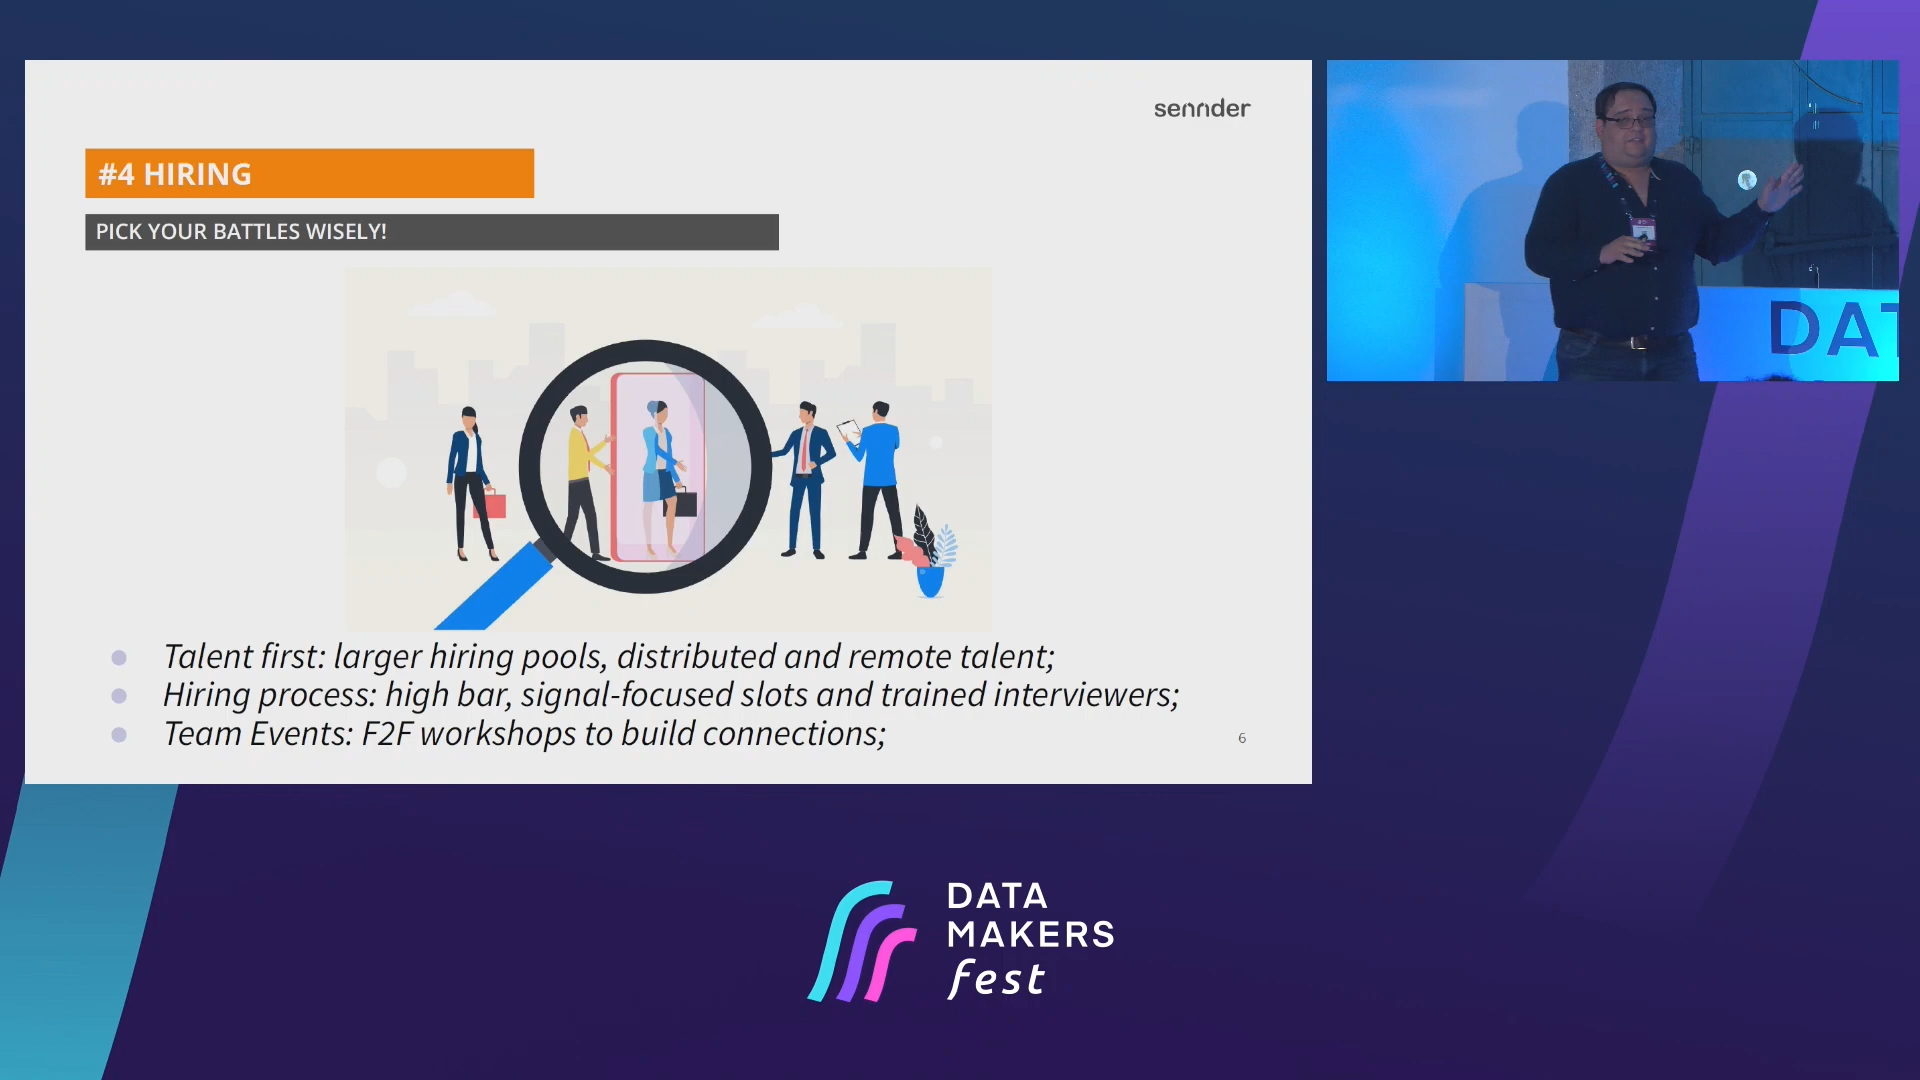 sennder
#4 HIRING
PICK YOUR BATTLES WISELY!
Talent first: larger hiring pools, distributed and remote talent;
Hiring process: high bar, signal-focused slots and trained interviewers;
Team Events: F2F workshops to build connections;
6
DAT
DATA
MAKERS
fest